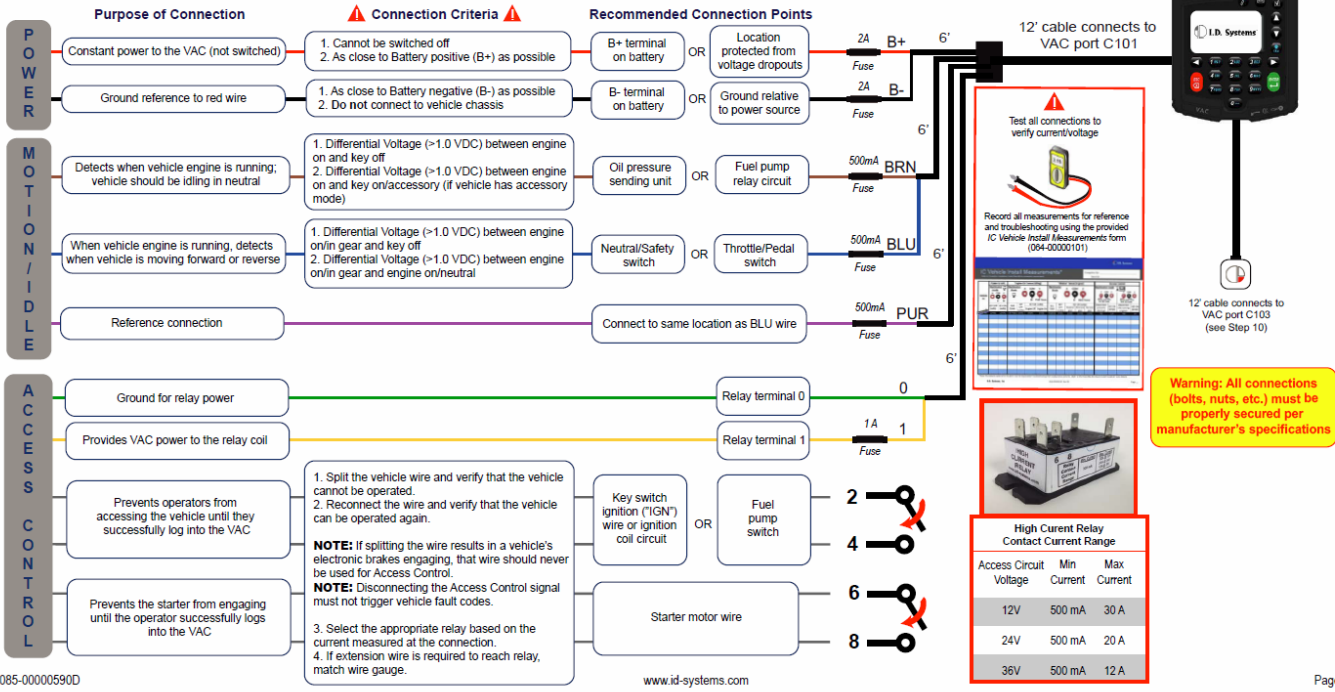 Purpose of Connection
Connection Criteria
Recommended Connection Points
POWER
Constant power to the VAC (not switched)
1. Cannot be switched off
2. As close to Battery positive (B+) as possible
B+ terminal
on battery
OR
Location
protected from
voltage dropouts
2A
Fuse
B+
6'
12' cable connects to
VAC port C101
I.D. Systems
VAC
Ground reference to red wire
1. As close to Battery negative (B-) as possible
2. Do not connect to vehicle chassis
B- terminal
on battery
OR
Ground relative
to power source
2A
Fuse
B-
6'
MOTION/IDLE
Detects when vehicle engine is running;
vehicle should be idling in neutral
1. Differential Voltage (>1.0 VDC) between engine
on and key off
2. Differential Voltage (>1.0 VDC) between engine
on and key on/accessory (if vehicle has accessory
mode)
Oil pressure
sending unit
OR
Fuel pump
relay circuit
500mA
Fuse
BRN
When vehicle engine is running, detects
when vehicle is moving forward or reverse
1. Differential Voltage (>1.0 VDC) between engine
on/in gear and key off
2. Differential Voltage (>1.0 VDC) between engine
on/in gear and engine on/neutral
Neutral/Safety
switch
OR
Throttle/Pedal
switch
500mA
Fuse
BLU
6'
Reference connection
Connect to same location as BLU wire
500mA
Fuse
PUR
6'
Test all connections to
verify current/voltage
Record all measurements for reference
and troubleshooting using the provided
IC Vehicle Install Measurements form
(064-00000101)
IC Vehicle Install Measurements
12' cable connects to
VAC port C103
(see Step 10)
Warning: All connections
(bolts, nuts, etc.) must be
properly secured per
manufacturer's specifications
ACCESS CONTROL
Ground for relay power
Relay terminal 0
0
Provides VAC power to the relay coil
Relay terminal 1
1 A
Fuse
1
Prevents operators from
accessing the vehicle until they
successfully log into the VAC
1. Split the vehicle wire and verify that the vehicle
cannot be operated.
2. Reconnect the wire and verify that the vehicle
can be operated again.
NOTE: If splitting the wire results in a vehicle's
electronic brakes engaging, that wire should never
be used for Access Control.
NOTE: Disconnecting the Access Control signal
must not trigger vehicle fault codes.
3. Select the appropriate relay based on the
current measured at the connection.
4. If extension wire is required to reach relay,
match wire gauge.
Key switch
ignition ("IGN")
wire or ignition
coil circuit
OR
Fuel
pump
switch
2
4
Prevents the starter from engaging
until the operator successfully logs
into the VAC
Starter motor wire
6
8
HIGH
CURRENT
RELAY
6 8
High Current Relay
Contact Current Range
Access Circuit Voltage Min Current Max Current
12V 500 mA 30 A
24V 500 mA 20 A
36V 500 mA 12 A
085-00000590D
www.id-systems.com
Page